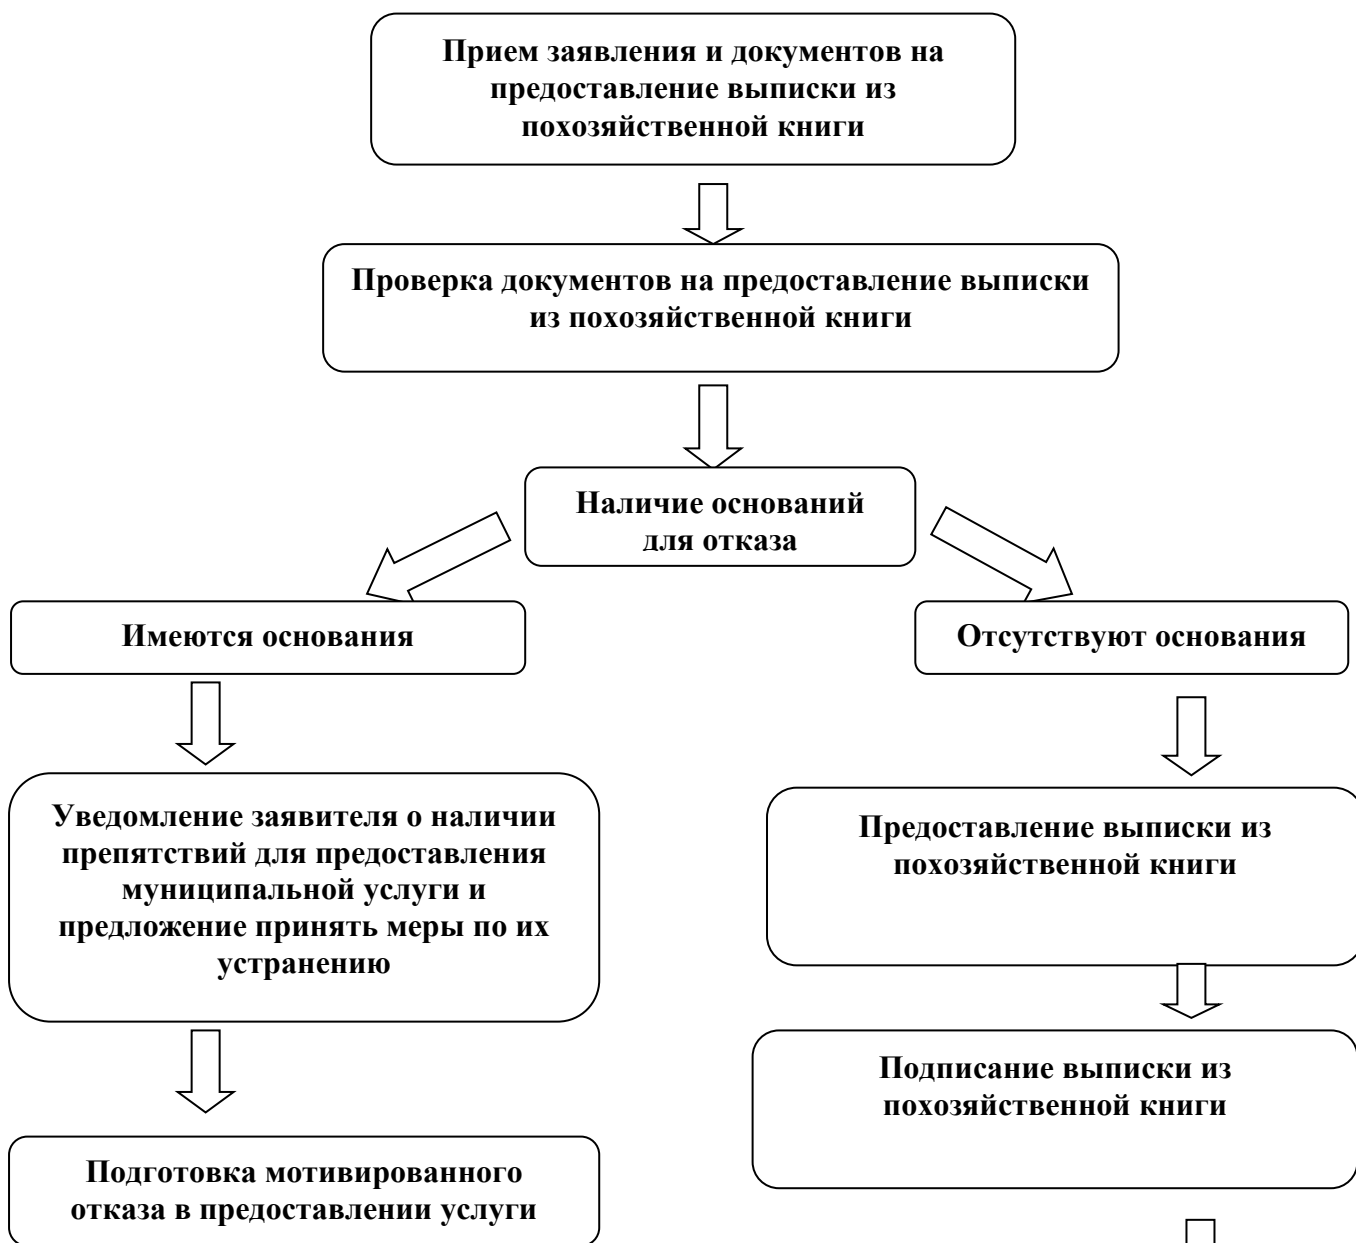 Прием заявления и документов на
предоставление выписки из
похозяйственной книги
Проверка документов на предоставление выписки
из похозяйственной книги
Наличие оснований
для отказа
Имеются основания
Отсутствуют основания
Уведомление заявителя о наличии
препятствий для предоставления
муниципальной услуги и
предложение принять меры по их
устранению
Предоставление выписки из
похозяйственной книги
Подписание выписки из
похозяйственной книги
Подготовка мотивированного
отказа в предоставлении услуги